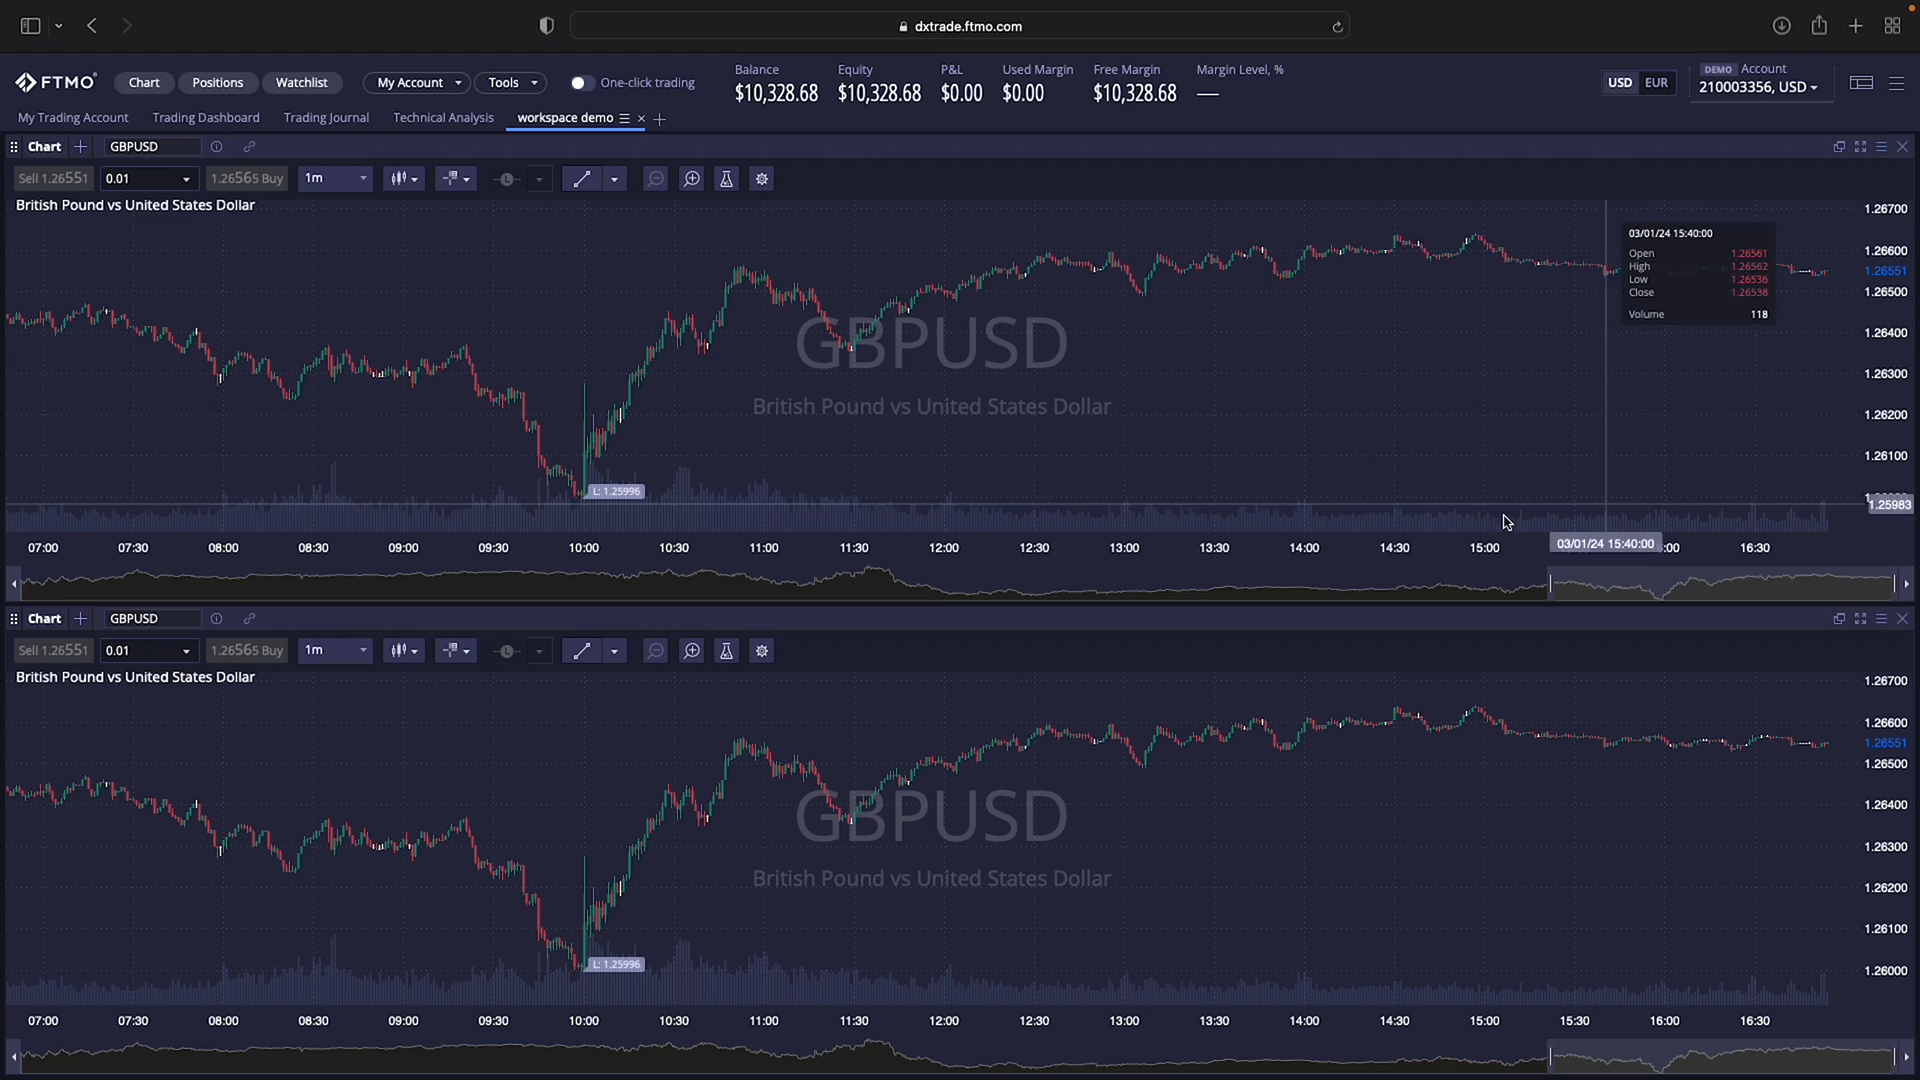 dxtrade.ftmo.com
FTMO Chart Positions Watchlist My Account Tools One-click trading
Balance Equity P&L Used Margin Free Margin Margin Level, %
$10,328.68 $10,328.68 $0.00 $0.00 $10,328.68 —
USD EUR
DEMO Account
210003356, USD
My Trading Account Trading Dashboard Trading Journal Technical Analysis workspace demo
Chart GBPUSD
Sell 1.26551 0.01 1.26565 Buy 1m
British Pound vs United States Dollar
1.26700
1.26600
1.26551
1.26500
1.26400
1.26300
1.26200
1.26100
1.25983
03/01/24 15:40:00
Open 1.26561
High 1.26562
Low 1.26536
Close 1.26538
Volume 118
GBPUSD
British Pound vs United States Dollar
L: 1.25996
07:00 07:30 08:00 08:30 09:00 09:30 10:00 10:30 11:00 11:30 12:00 12:30 13:00 13:30 14:00 14:30 15:00 03/01/24 15:40:00 :00 16:30
Chart GBPUSD
Sell 1.26551 0.01 1.26565 Buy 1m
British Pound vs United States Dollar
1.26700
1.26600
1.26551
1.26500
1.26400
1.26300
1.26200
1.26100
1.26000
GBPUSD
British Pound vs United States Dollar
L: 1.25996
07:00 07:30 08:00 08:30 09:00 09:30 10:00 10:30 11:00 11:30 12:00 12:30 13:00 13:30 14:00 14:30 15:00 15:30 16:00 16:30